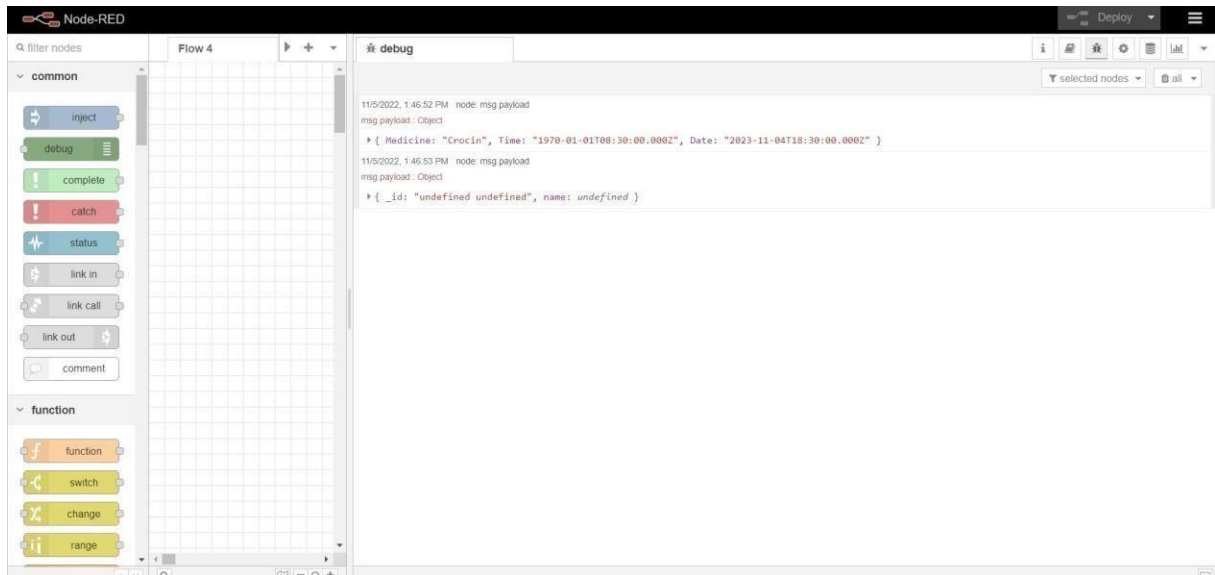 Node-RED
Deploy
filter nodes
Flow 4
debug
i
common
selected nodes
all
inject
debug
complete
catch
status
link in
link call
link out
comment
function
function
switch
change
range
11/5/2022, 1:46:52 PM node: msg.payload
msg.payload : Object
{ Medicine: "Crocin", Time: "1970-01-01T08:30:00.000Z", Date: "2023-11-04T18:30:00.000Z" }
11/5/2022, 1:46:53 PM node: msg.payload
msg.payload : Object
{ _id: "undefined undefined", name: undefined }